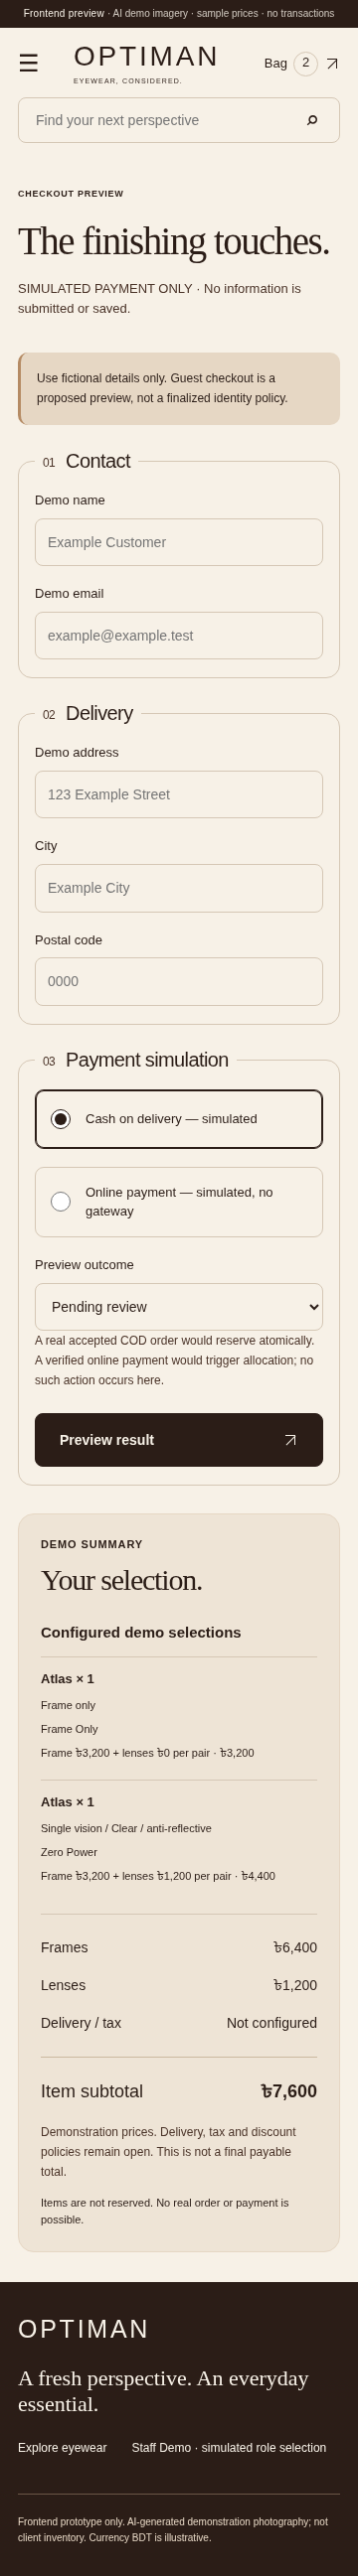 Frontend preview · AI demo imagery · sample prices · no transactions
☰ OPTIMAN
EYEWEAR, CONSIDERED.
Bag 2
Find your next perspective
CHECKOUT PREVIEW
The finishing touches.
SIMULATED PAYMENT ONLY · No information is
submitted or saved.
Use fictional details only. Guest checkout is a
proposed preview, not a finalized identity policy.
01 Contact
Demo name
Example Customer
Demo email
example@example.test
02 Delivery
Demo address
123 Example Street
City
Example City
Postal code
0000
03 Payment simulation
Cash on delivery — simulated
Online payment — simulated, no
gateway
Preview outcome
Pending review
A real accepted COD order would reserve atomically.
A verified online payment would trigger allocation; no
such action occurs here.
Preview result
DEMO SUMMARY
Your selection.
Configured demo selections
Atlas × 1
Frame only
Frame Only
Frame ৳3,200 + lenses ৳0 per pair · ৳3,200
Atlas × 1
Single vision / Clear / anti-reflective
Zero Power
Frame ৳3,200 + lenses ৳1,200 per pair · ৳4,400
Frames ৳6,400
Lenses ৳1,200
Delivery / tax Not configured
Item subtotal ৳7,600
Demonstration prices. Delivery, tax and discount
policies remain open. This is not a final payable
total.
Items are not reserved. No real order or payment is
possible.
OPTIMAN
A fresh perspective. An everyday
essential.
Explore eyewear Staff Demo · simulated role selection
Frontend prototype only. AI-generated demonstration photography; not
client inventory. Currency BDT is illustrative.